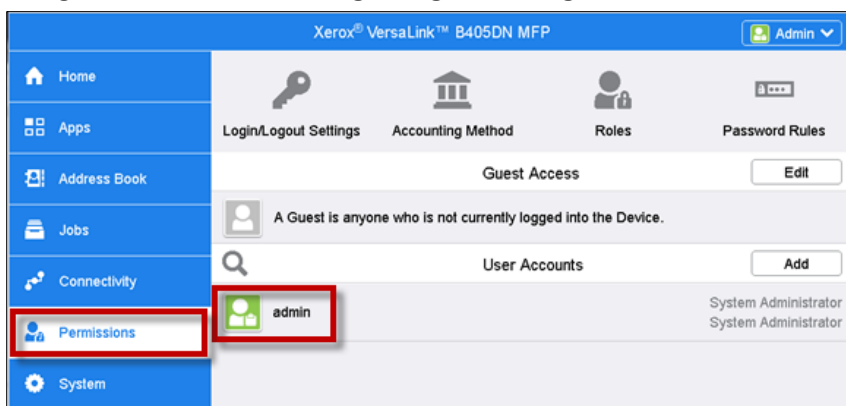 Xerox® VersaLink™ B405DN MFP
Admin
Home
Apps
Address Book
Jobs
Connectivity
Permissions
System
Login/Logout Settings
Accounting Method
Roles
Password Rules
Guest Access
Edit
A Guest is anyone who is not currently logged into the Device.
User Accounts
Add
admin
System Administrator
System Administrator